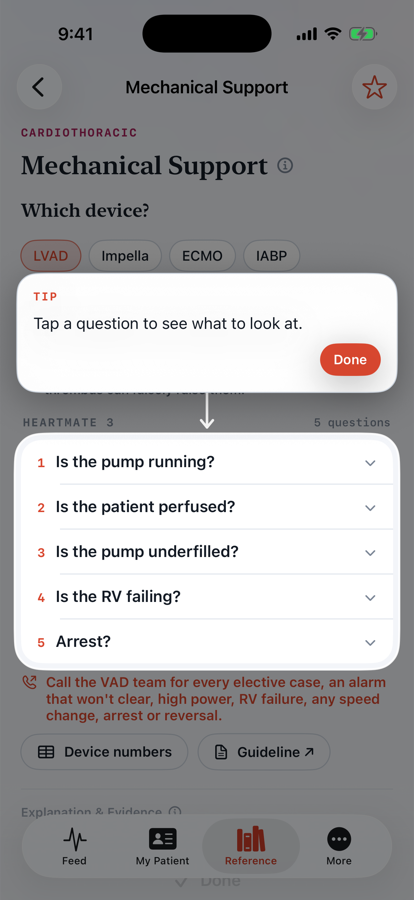 9:41
Mechanical Support
CARDIOTHORACIC
Mechanical Support
Which device?
LVAD
Impella
ECMO
IABP
TIP
Tap a question to see what to look at.
Done
HEARTMATE 3
5 questions
1 Is the pump running?
2 Is the patient perfused?
3 Is the pump underfilled?
4 Is the RV failing?
5 Arrest?
Call the VAD team for every elective case, an alarm
that won't clear, high power, RV failure, any speed
change, arrest or reversal.
Device numbers
Guideline ↗
Explanation & Evidence
Feed
My Patient
Reference
More
Done